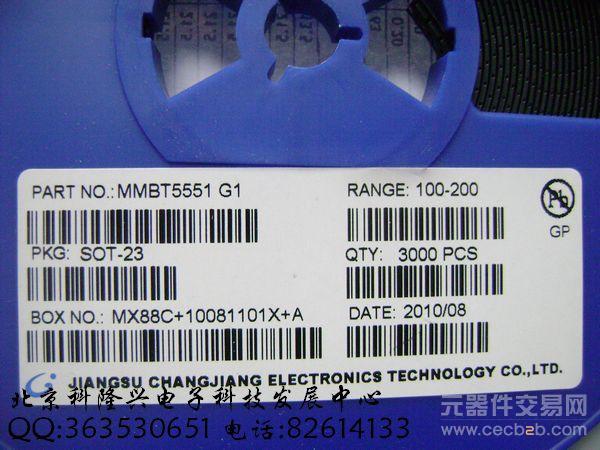 PART NO.:MMBT5551 G1
RANGE: 100-200
Pb
GP
PKG: SOT-23
QTY: 3000 PCS
BOX NO.: MX88C+10081101X+A
DATE: 2010/08
JIANGSU CHANGJIANG ELECTRONICS TECHNOLOGY CO.,LTD.
北京科隆兴电子科技发展中心
QQ:363530651 电话:82614133
元器件交易网
www.cecb2b.com